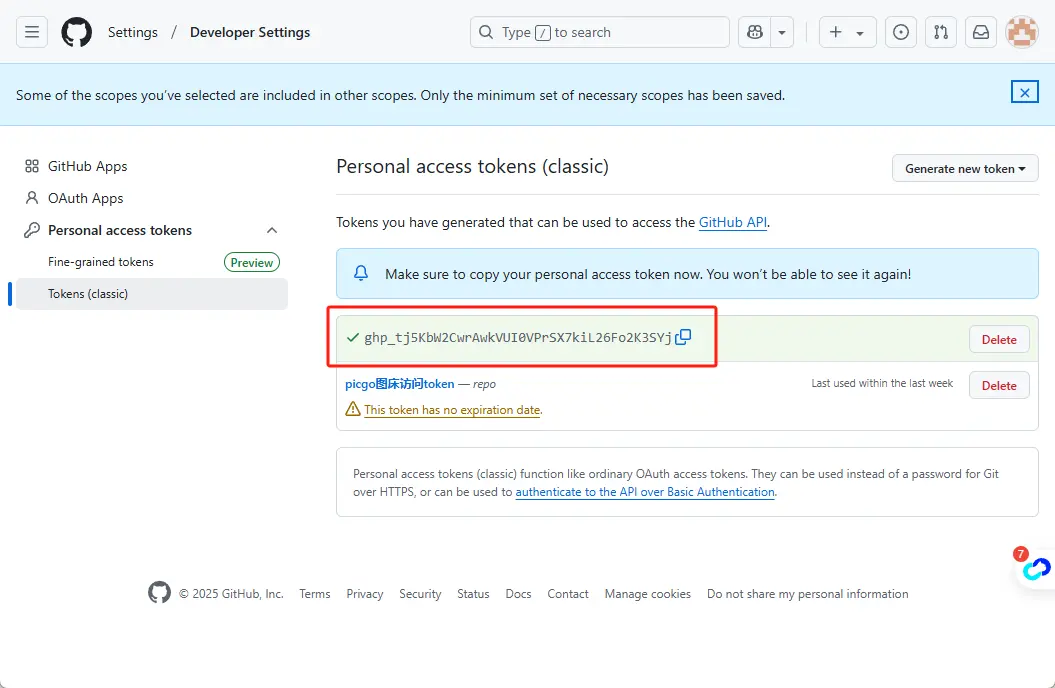 Settings / Developer Settings
Type / to search
Some of the scopes you've selected are included in other scopes. Only the minimum set of necessary scopes has been saved.
GitHub Apps
OAuth Apps
Personal access tokens
Fine-grained tokens Preview
Tokens (classic)
Personal access tokens (classic)
Generate new token
Tokens you have generated that can be used to access the GitHub API.
Make sure to copy your personal access token now. You won't be able to see it again!
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
Delete
picgo图床访问token — repo
Last used within the last week
Delete
This token has no expiration date.
Personal access tokens (classic) function like ordinary OAuth access tokens. They can be used instead of a password for Git
over HTTPS, or can be used to authenticate to the API over Basic Authentication.
7
© 2025 GitHub, Inc. Terms Privacy Security Status Docs Contact Manage cookies Do not share my personal information